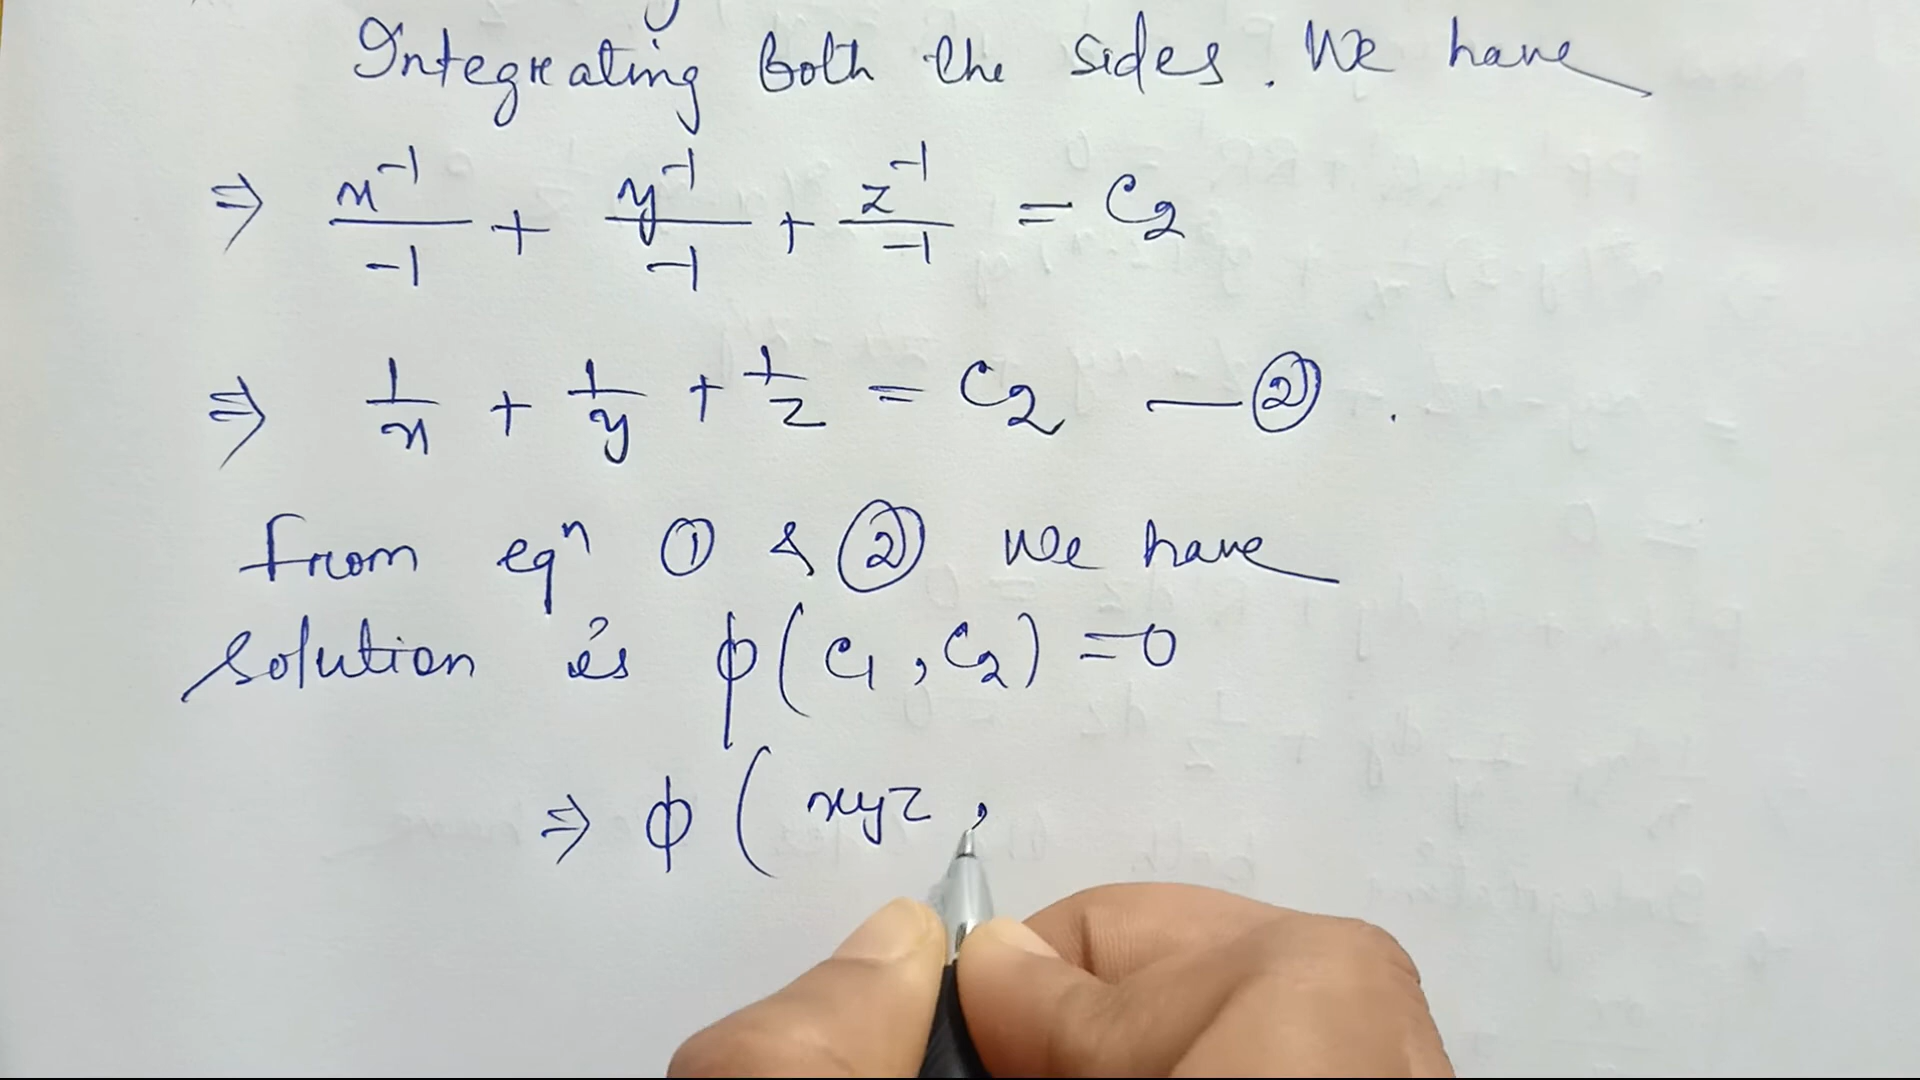 Integrating both the sides. We have
⇒ x⁻¹/-1 + y⁻¹/-1 + z⁻¹/-1 = C₂
⇒ 1/x + 1/y + 1/z = C₂ — ②.
from eqⁿ ① & ② we have
solution is ϕ(c₁, c₂) = 0
⇒ ϕ ( xyz ,